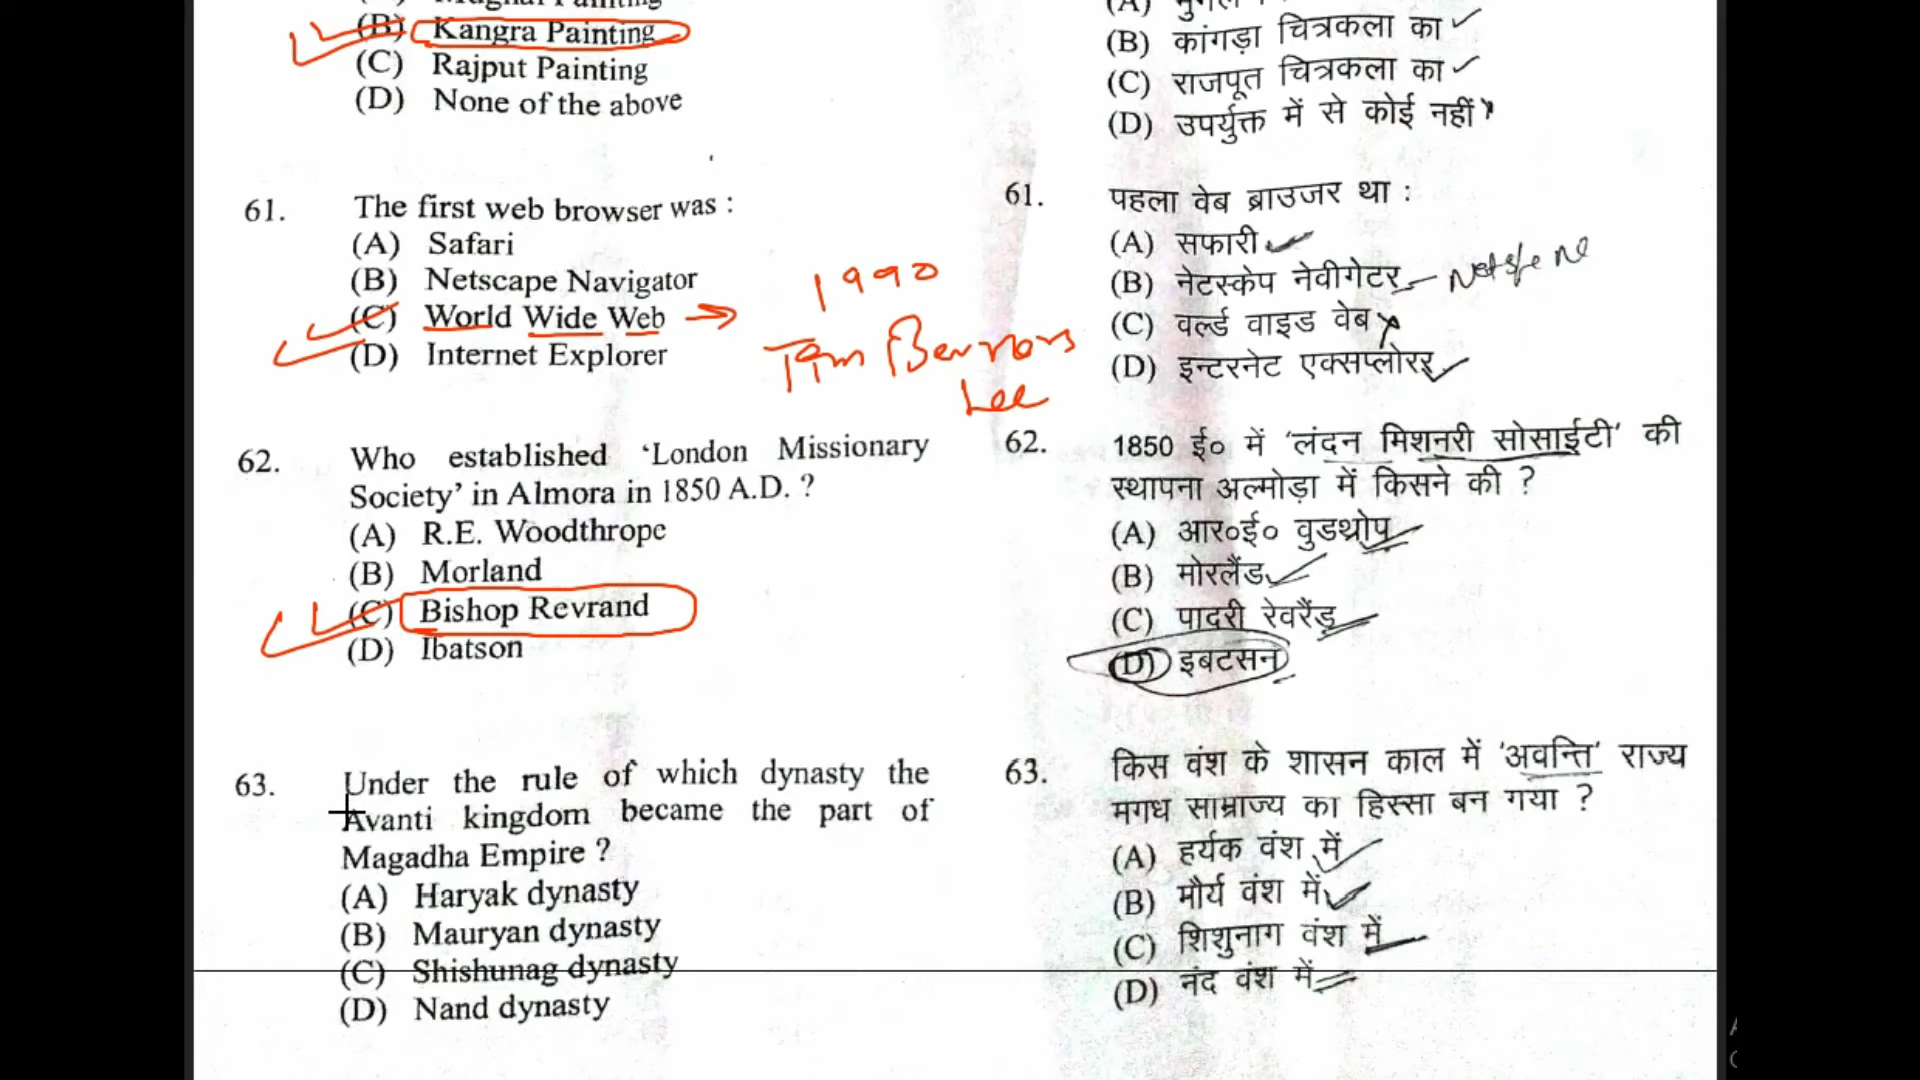 (B) Kangra Painting
(C) Rajput Painting
(D) None of the above
61. The first web browser was :
(A) Safari
(B) Netscape Navigator
(C) World Wide Web → 1990
(D) Internet Explorer
Lee
62. Who established 'London Missionary
Society' in Almora in 1850 A.D. ?
(A) R.E. Woodthrope
(B) Morland
(C) Bishop Revrand
(D) Ibatson
63. Under the rule of which dynasty the
Avanti kingdom became the part of
Magadha Empire ?
(A) Haryak dynasty
(B) Mauryan dynasty
(C) Shishunag dynasty
(D) Nand dynasty
(B) कांगड़ा चित्रकला का
(C) राजपूत चित्रकला का
(D) उपर्युक्त में से कोई नहीं
61. पहला वेब ब्राउजर था :
(A) सफारी
(B) नेटस्केप नेवीगेटर
(C) वर्ल्ड वाइड वेब
(D) इन्टरनेट एक्सप्लोरर
62. 1850 ई० में 'लंदन मिशनरी सोसाईटी' की
स्थापना अल्मोड़ा में किसने की ?
(A) आर०ई० वुडथ्रोप
(B) मोरलैंड
(C) पादरी रेवरैंड
(D) इबटसन
63. किस वंश के शासन काल में 'अवन्ति' राज्य
मगध साम्राज्य का हिस्सा बन गया ?
(A) हर्यक वंश में
(B) मौर्य वंश में
(C) शिशुनाग वंश में
(D) नंद वंश में